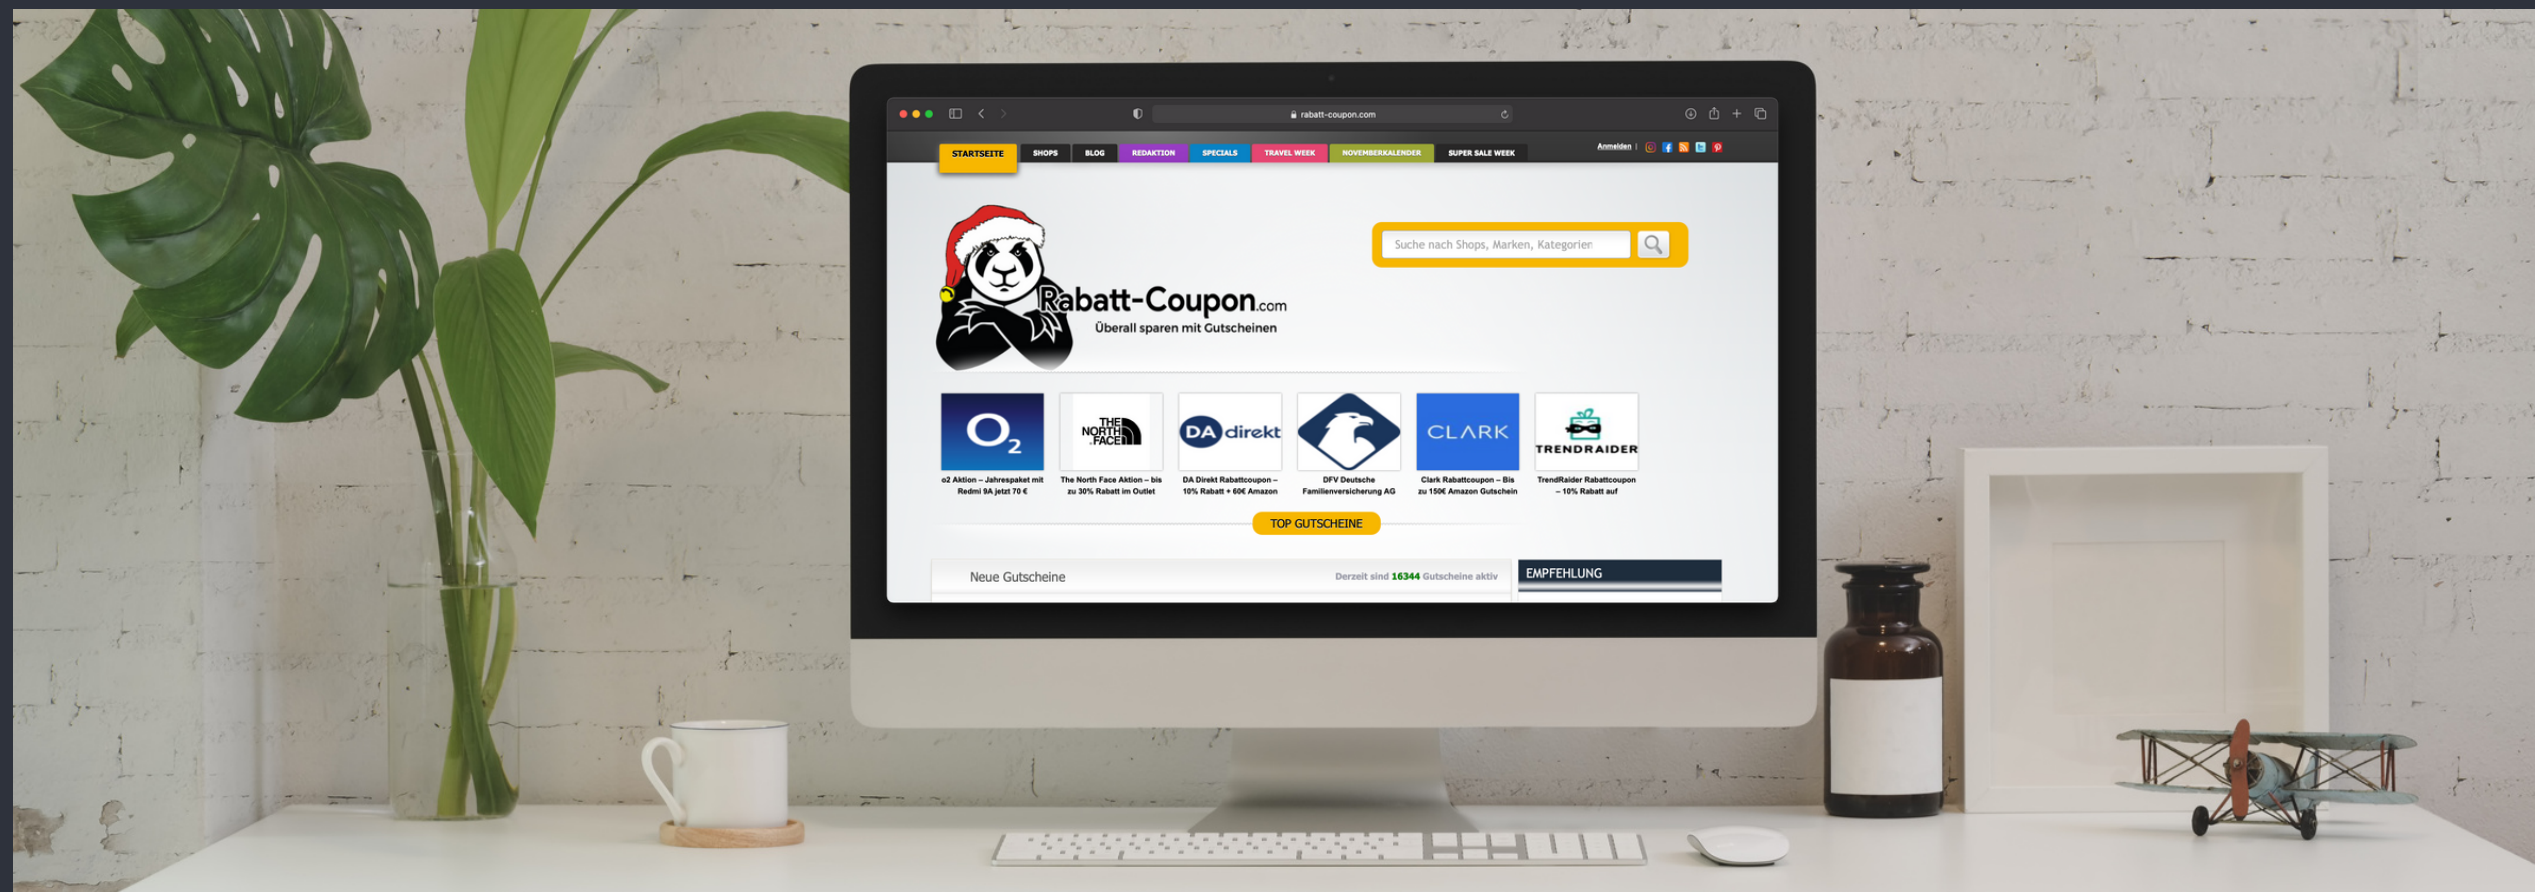 rabatt-coupon.com
STARTSEITE SHOPS BLOG REDAKTION SPECIALS TRAVEL WEEK NOVEMBERKALENDER SUPER SALE WEEK Anmelden |
Suche nach Shops, Marken, Kategorien
Rabatt-Coupon.com
Überall sparen mit Gutscheinen
O2
THE
NORTH
FACE
DA direkt
CLARK
TRENDRAIDER
o2 Aktion – Jahrespaket mit
Redmi 9A jetzt 70 €
The North Face Aktion – bis
zu 30% Rabatt im Outlet
DA Direkt Rabattcoupon –
10% Rabatt + 60€ Amazon
DFV Deutsche
Familienversicherung AG
Clark Rabattcoupon – Bis
zu 150€ Amazon Gutschein
TrendRaider Rabattcoupon
– 10% Rabatt auf
TOP GUTSCHEINE
Neue Gutscheine
Derzeit sind 16344 Gutscheine aktiv
EMPFEHLUNG